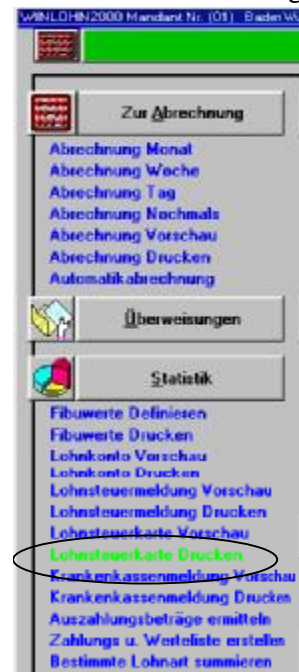 WINLOHN2000 Mandant Nr. (01) Baden
Zur Abrechnung
Abrechnung Monat
Abrechnung Woche
Abrechnung Tag
Abrechnung Nochmals
Abrechnung Vorschau
Abrechnung Drucken
Automatikabrechnung
Überweisungen
Statistik
Fibuwerte Definieren
Fibuwerte Drucken
Lohnkonto Vorschau
Lohnkonto Drucken
Lohnsteuermeldung Vorschau
Lohnsteuermeldung Drucken
Lohnsteuerkarte Vorschau
Lohnsteuerkarte Drucken
Krankenkassenmeldung Vorschau
Krankenkassenmeldung Drucken
Auszahlungsbeträge ermitteln
Zahlungs u. Werteliste erstellen
Bestimmte Lohnart summieren